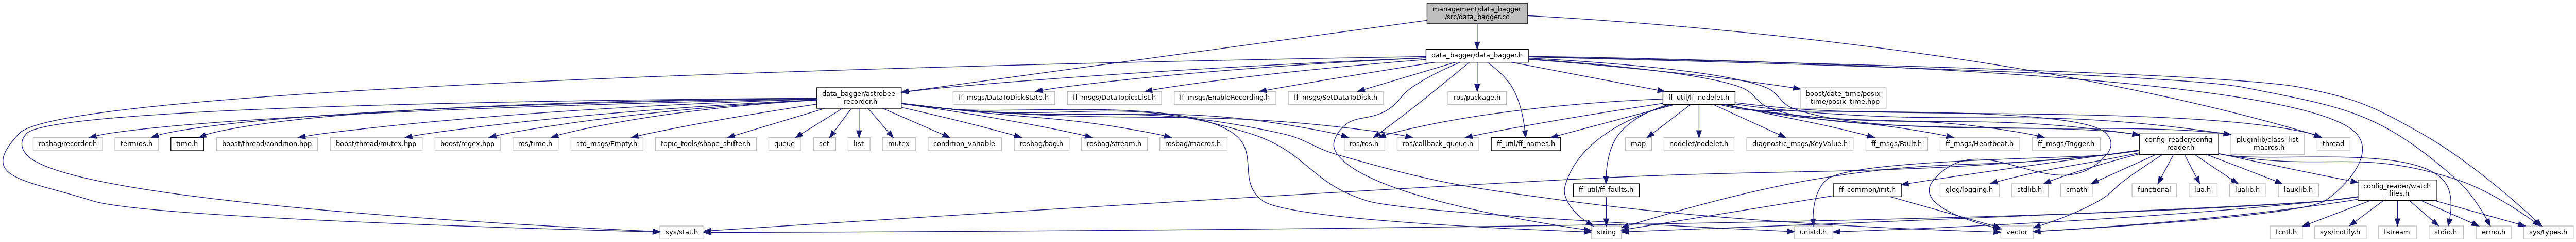 management/data_bagger
/src/data_bagger.cc
data_bagger/data_bagger.h
data_bagger/astrobee
_recorder.h
ff_msgs/DataToDiskState.h
ff_msgs/DataTopicsList.h
ff_msgs/EnableRecording.h
ff_msgs/SetDataToDisk.h
ros/package.h
ff_util/ff_nodelet.h
boost/date_time/posix
_time/posix_time.hpp
rosbag/recorder.h
termios.h
time.h
boost/thread/condition.hpp
boost/thread/mutex.hpp
boost/regex.hpp
ros/time.h
std_msgs/Empty.h
topic_tools/shape_shifter.h
queue
set
list
mutex
condition_variable
rosbag/bag.h
rosbag/stream.h
rosbag/macros.h
ros/ros.h
ros/callback_queue.h
ff_util/ff_names.h
map
nodelet/nodelet.h
diagnostic_msgs/KeyValue.h
ff_msgs/Fault.h
ff_msgs/Heartbeat.h
ff_msgs/Trigger.h
config_reader/config
_reader.h
pluginlib/class_list
_macros.h
thread
ff_util/ff_faults.h
ff_common/init.h
glog/logging.h
stdlib.h
cmath
functional
lua.h
lualib.h
lauxlib.h
config_reader/watch
_files.h
sys/stat.h
string
unistd.h
vector
fcntl.h
sys/inotify.h
fstream
stdio.h
errno.h
sys/types.h